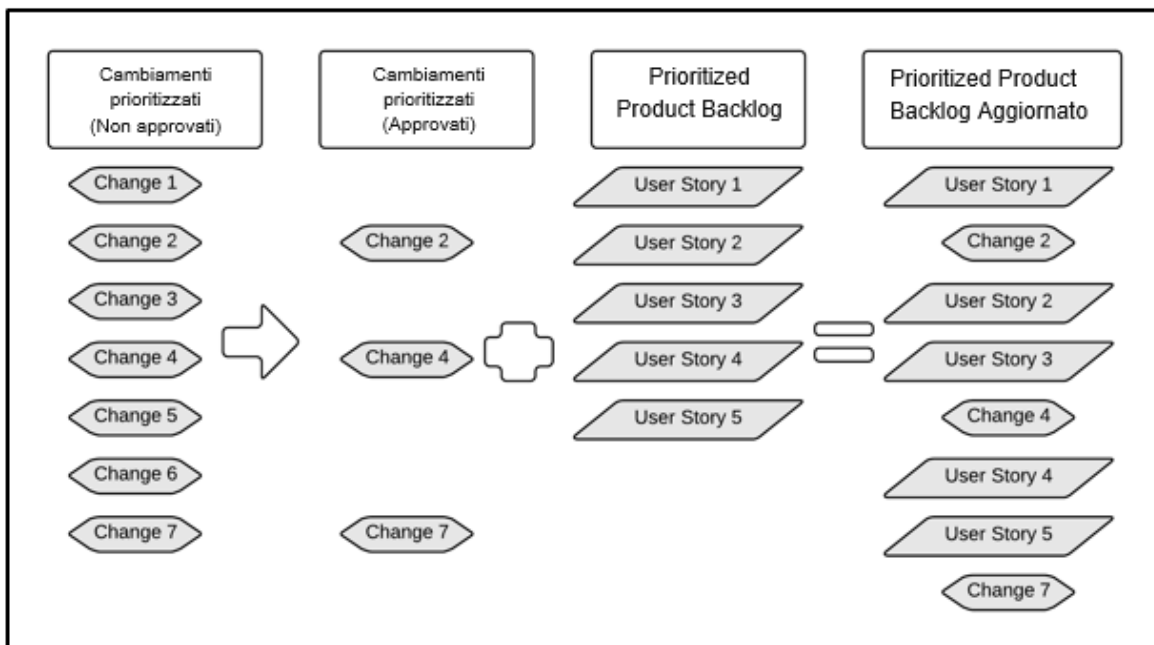 Cambiamenti
prioritizzati
(Non approvati)
Change 1
Change 2
Change 3
Change 4
Change 5
Change 6
Change 7
Cambiamenti
prioritizzati
(Approvati)
Change 2
Change 4
Change 7
Prioritized
Product Backlog
User Story 1
User Story 2
User Story 3
User Story 4
User Story 5
Prioritized Product
Backlog Aggiornato
User Story 1
Change 2
User Story 2
User Story 3
Change 4
User Story 4
User Story 5
Change 7